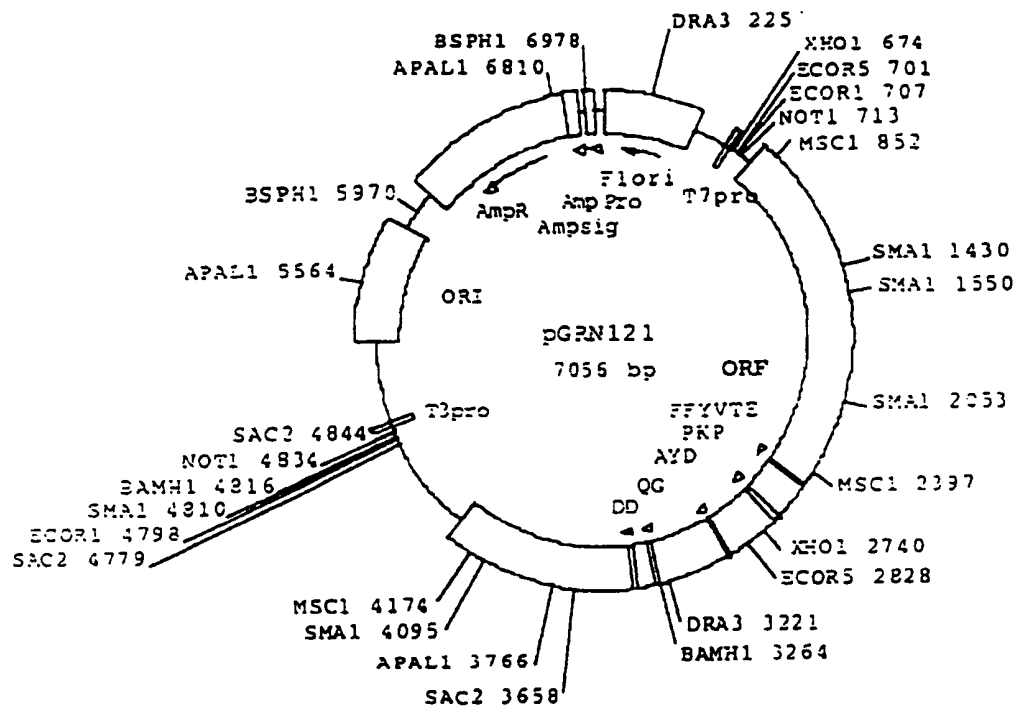 DRA3 225
BSPH1 6978
APAL1 6810
XHO1 674
ECOR5 701
ECOR1 707
NOT1 713
MSC1 852
F1ori
T7pro
AmpR
Amp Pro
Ampsig
BSPH1 5970
APAL1 5564
ORI
SMA1 1430
SMA1 1550
pGRN121
7056 bp
ORF
SMA1 2053
FFYVTE
PKP
AYD
QG
DD
T3pro
SAC2 4844
NOT1 4834
BAMH1 4816
SMA1 4810
ECOR1 4798
SAC2 4779
MSC1 2397
XHO1 2740
ECOR5 2828
DRA3 3221
BAMH1 3264
MSC1 4174
SMA1 4095
APAL1 3766
SAC2 3658